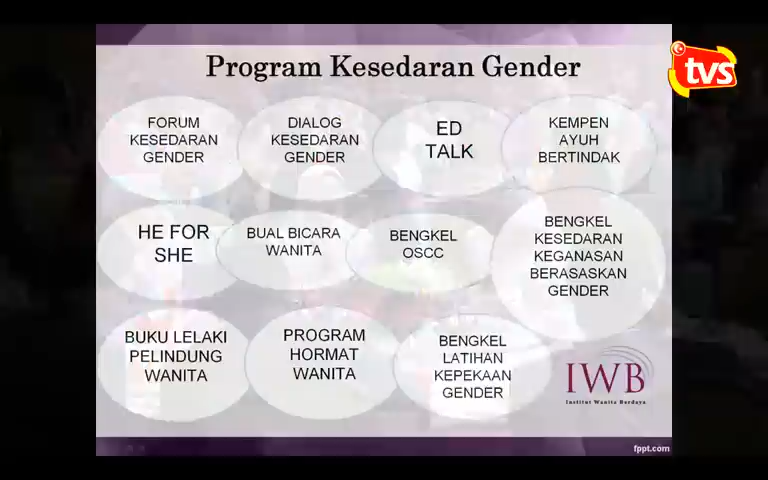 Program Kesedaran Gender
tvs
FORUM
KESEDARAN
GENDER
DIALOG
KESEDARAN
GENDER
ED
TALK
KEMPEN
AYUH
BERTINDAK
HE FOR
SHE
BUAL BICARA
WANITA
BENGKEL
OSCC
BENGKEL
KESEDARAN
KEGANASAN
BERASASKAN
GENDER
BUKU LELAKI
PELINDUNG
WANITA
PROGRAM
HORMAT
WANITA
BENGKEL
LATIHAN
KEPEKAAN
GENDER
IWB
Institut Wanita Berdaya
fppt.com